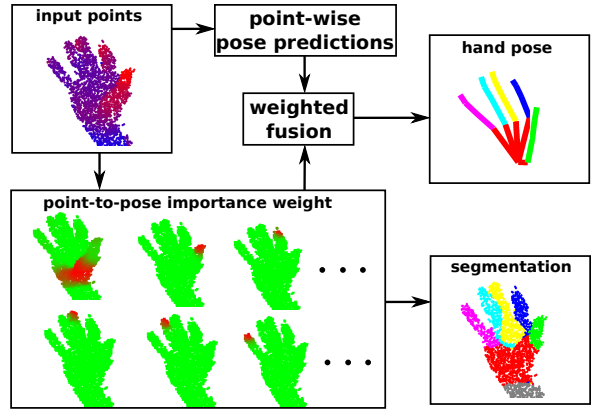 input points
point-wise
pose predictions
hand pose
weighted
fusion
point-to-pose importance weight
segmentation